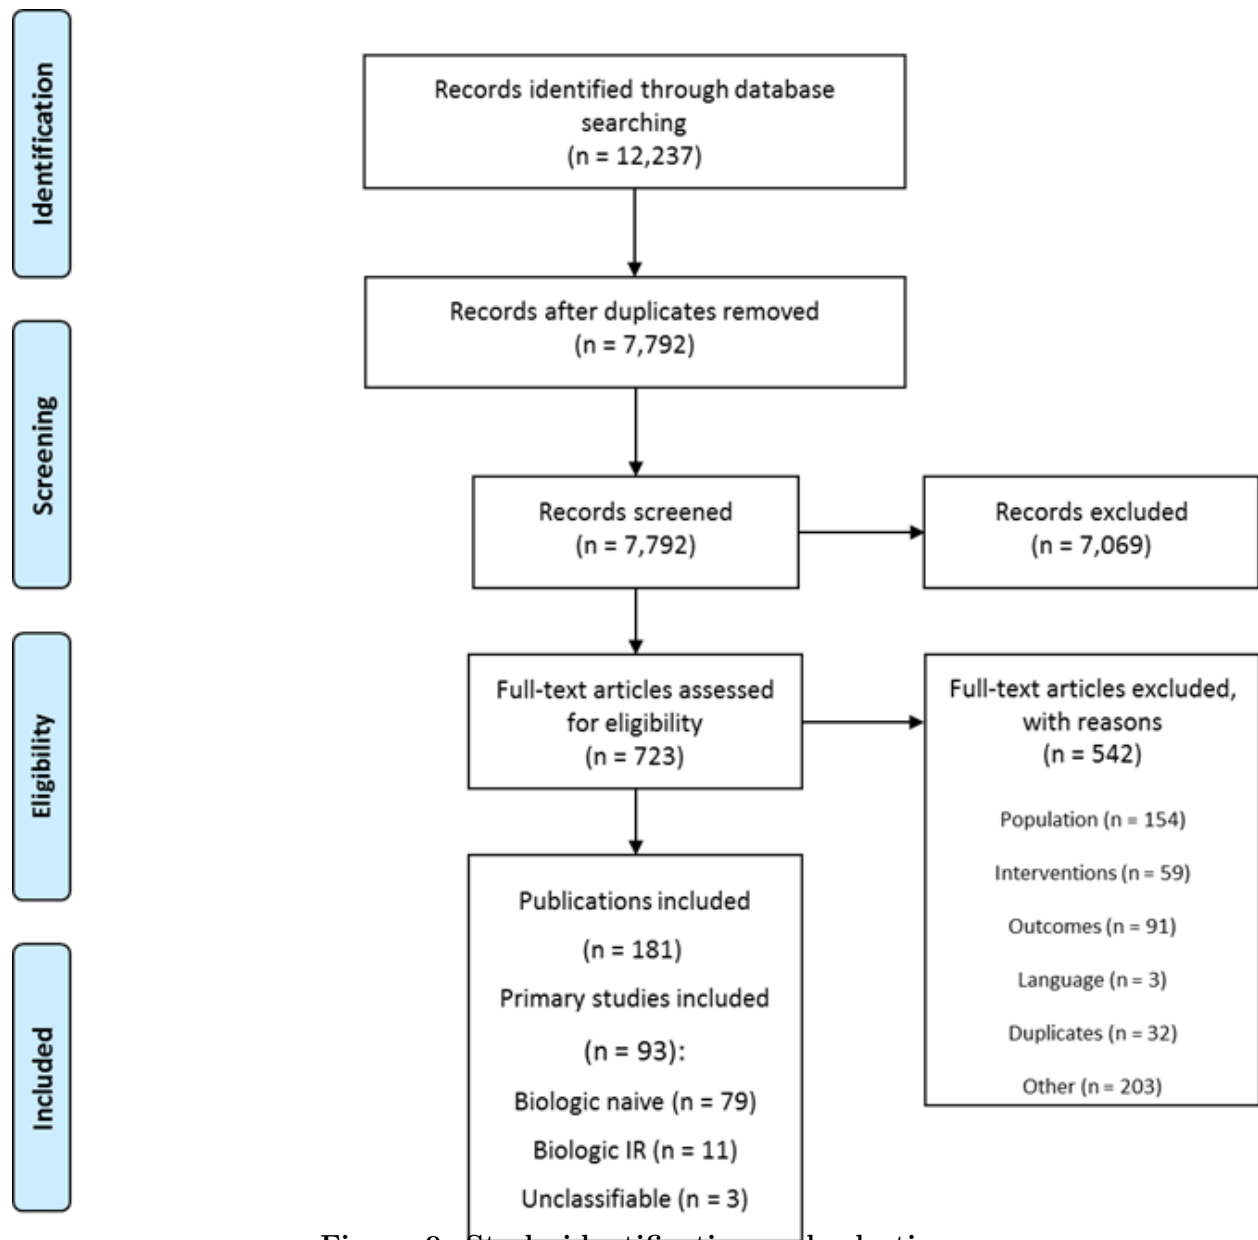 Identification
Records identified through database
searching
(n = 12,237)
Records after duplicates removed
(n = 7,792)
Screening
Records screened
(n = 7,792)
Records excluded
(n = 7,069)
Eligibility
Full-text articles assessed
for eligibility
(n = 723)
Full-text articles excluded,
with reasons
(n = 542)
Population (n = 154)
Interventions (n = 59)
Outcomes (n = 91)
Language (n = 3)
Duplicates (n = 32)
Other (n = 203)
Included
Publications included
(n = 181)
Primary studies included
(n = 93):
Biologic naive (n = 79)
Biologic IR (n = 11)
Unclassifiable (n = 3)